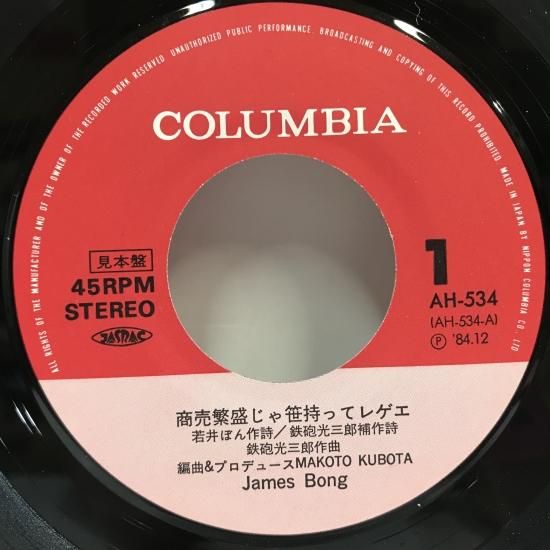 ALL RIGHTS OF THE MANUFACTURER AND OF THE OWNER OF THE RECORDED WORK RESERVED UNAUTHORIZED PUBLIC PERFORMANCE. BROADCASTING AND COPYING OF THIS RECORD PROHIBITED. MADE IN JAPAN BY NIPPON COLUMBIA CO. LTD.
COLUMBIA
見本盤
45RPM
STEREO
JASRAC
1
AH-534
(AH-534-A)
Ⓟ '84.12
商売繁盛じゃ笹持ってレゲエ
若井ぼん作詩/鉄砲光三郎補作詩
鉄砲光三郎作曲
編曲&プロデュースMAKOTO KUBOTA
James Bong